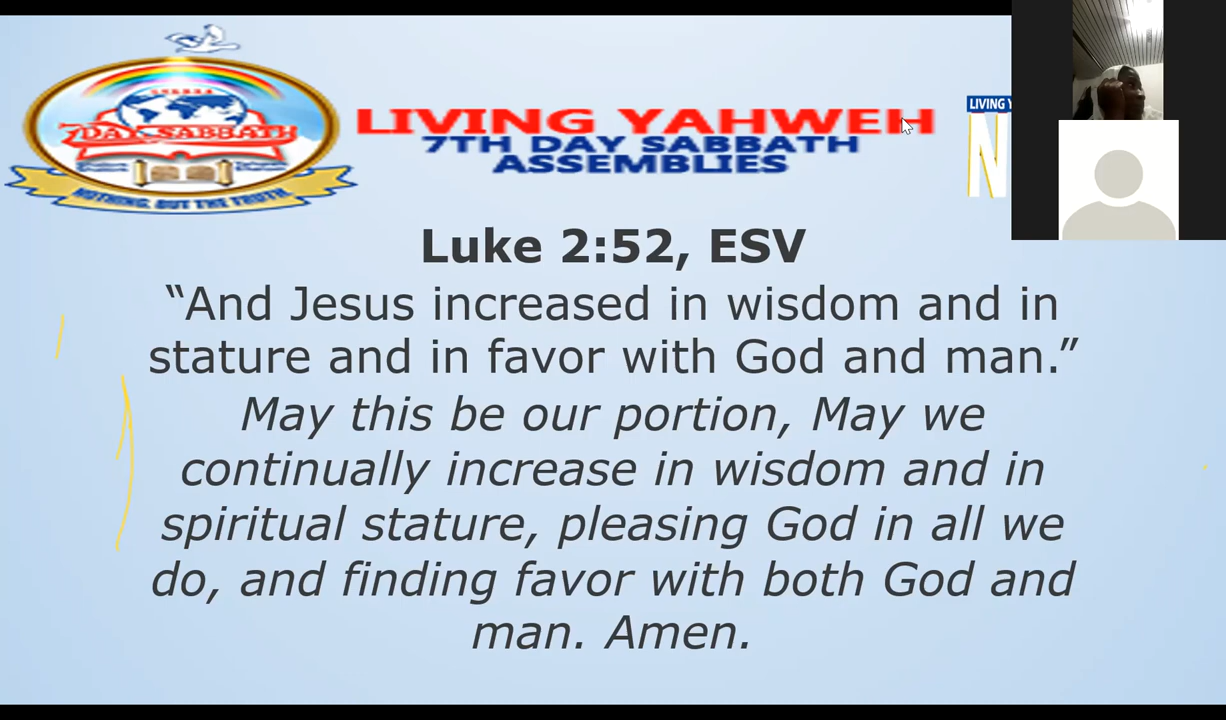 7DAY SABBATH
NOTHING BUT THE TRUTH
LIVING YAHWEH
7TH DAY SABBATH
ASSEMBLIES
LIVING Y
N
Luke 2:52, ESV
“And Jesus increased in wisdom and in
stature and in favor with God and man.”
May this be our portion, May we
continually increase in wisdom and in
spiritual stature, pleasing God in all we
do, and finding favor with both God and
man. Amen.